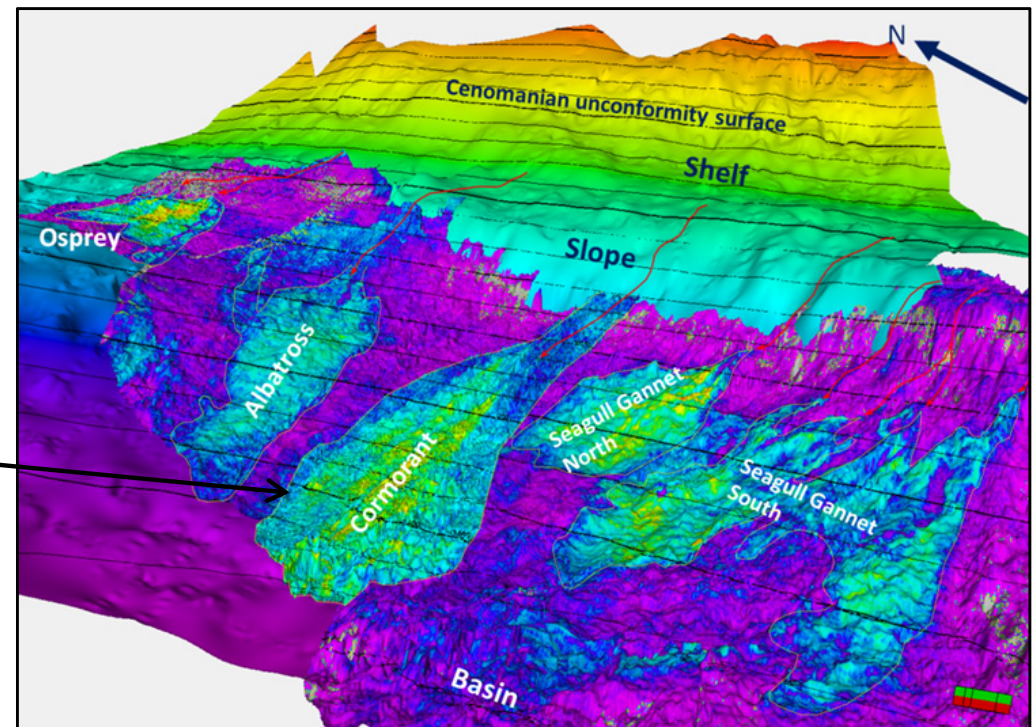 N
Cenomanian unconformity surface
Shelf
Slope
Osprey
Albatross
Cormorant
Seagull Gannet
North
Seagull Gannet
South
Basin